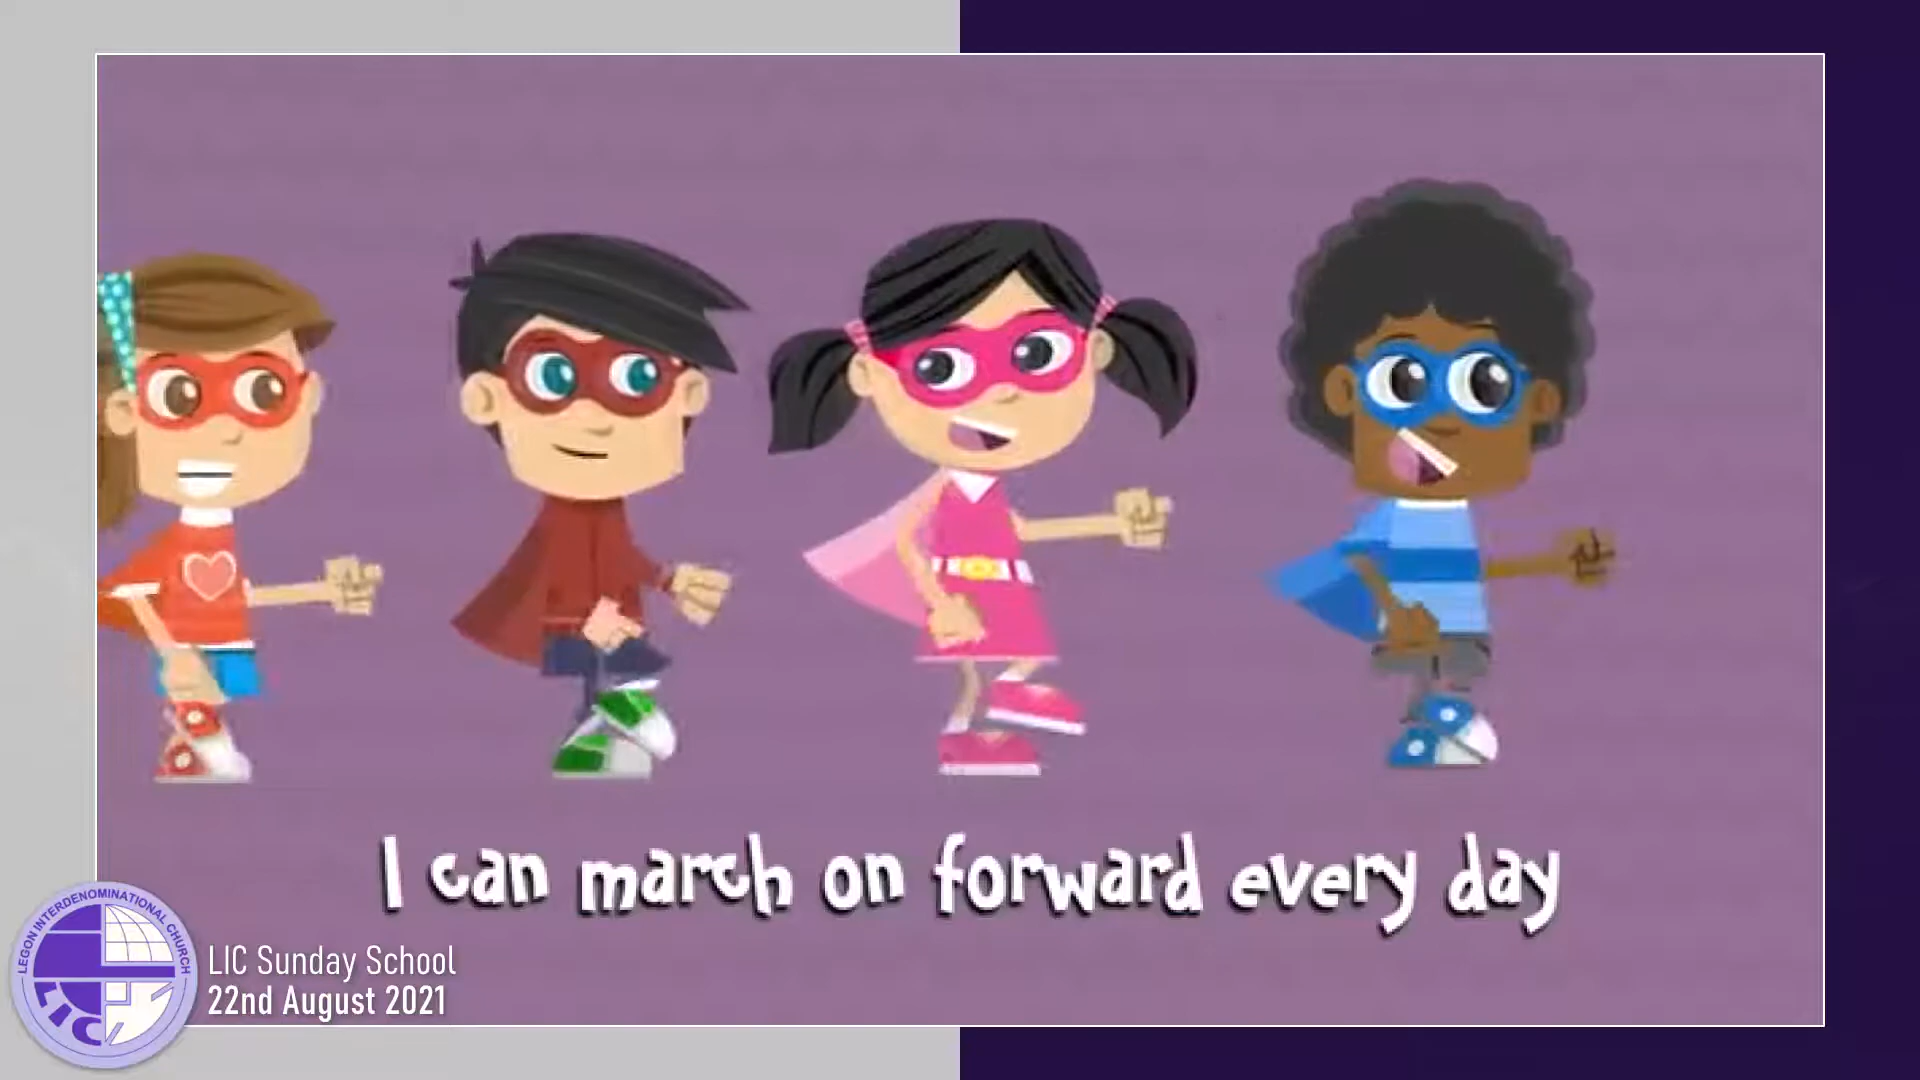 I can march on forward every day
LEGON INTERDENOMINATIONAL CHURCH
LIC
LIC Sunday School
22nd August 2021